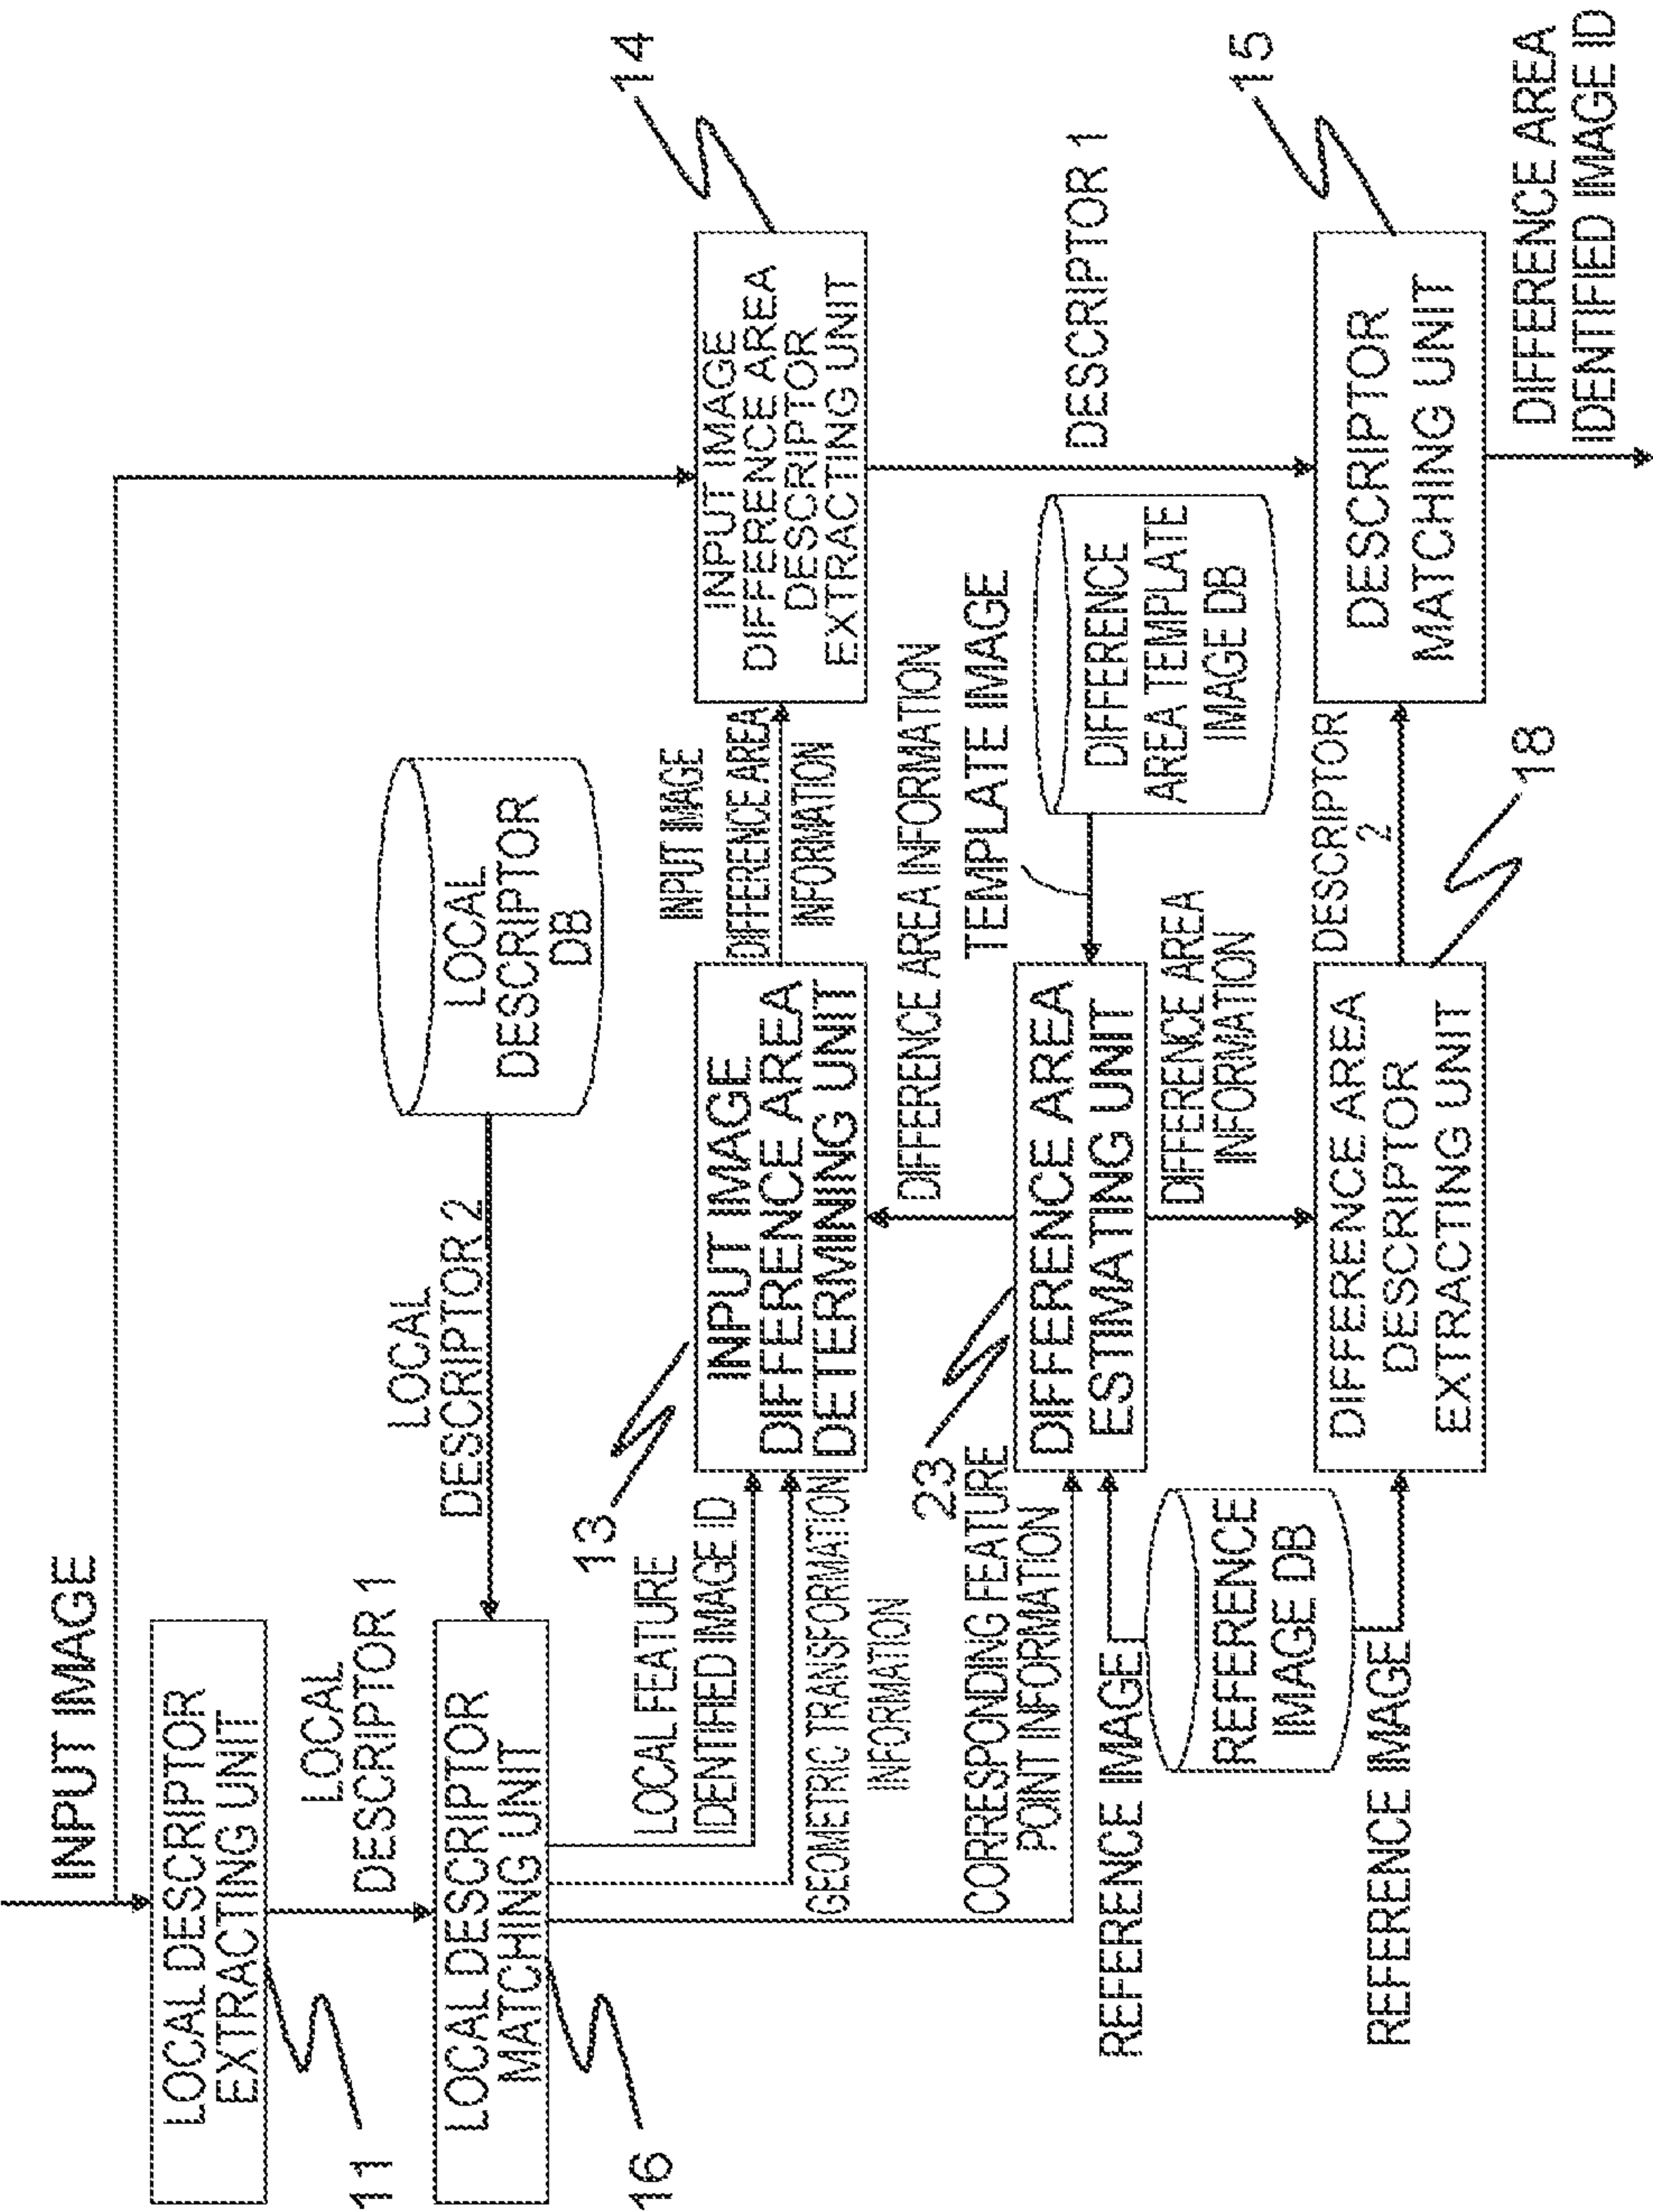 INPUT IMAGE
LOCAL DESCRIPTOR
EXTRACTING UNIT
11
LOCAL
DESCRIPTOR 1
LOCAL DESCRIPTOR
MATCHING UNIT
16
LOCAL
DESCRIPTOR 2
LOCAL
DESCRIPTOR
DB
LOCAL FEATURE
IDENTIFIED IMAGE ID
GEOMETRIC TRANSFORMATION
INFORMATION
CORRESPONDING FEATURE
POINT INFORMATION
13
INPUT IMAGE
DIFFERENCE AREA
DETERMINING UNIT
INPUT IMAGE
DIFFERENCE AREA
INFORMATION
INPUT IMAGE
DIFFERENCE AREA
DESCRIPTOR
EXTRACTING UNIT
14
DIFFERENCE AREA INFORMATION
TEMPLATE IMAGE
DIFFERENCE
AREA TEMPLATE
IMAGE DB
DESCRIPTOR 1
23
DIFFERENCE AREA
ESTIMATING UNIT
DIFFERENCE AREA
INFORMATION
REFERENCE IMAGE
REFERENCE
IMAGE DB
REFERENCE IMAGE
DIFFERENCE AREA
DESCRIPTOR
EXTRACTING UNIT
18
DESCRIPTOR
2
DESCRIPTOR
MATCHING UNIT
15
DIFFERENCE AREA
IDENTIFIED IMAGE ID